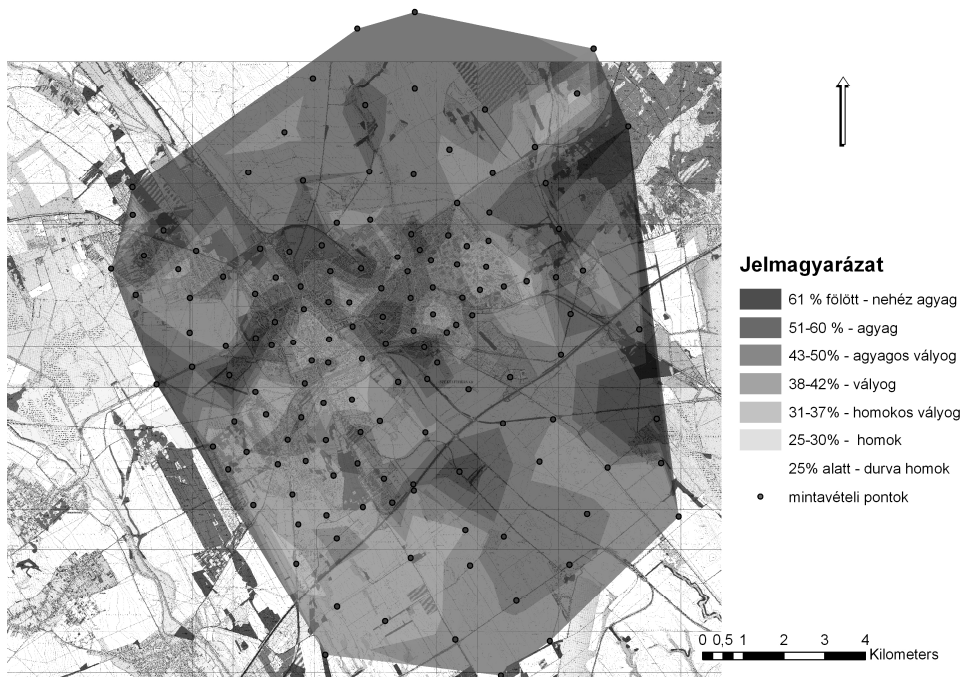 Jelmagyarázat
61 % fölött - nehéz agyag
51-60 % - agyag
43-50% - agyagos vályog
38-42% - vályog
31-37% - homokos vályog
25-30% - homok
25% alatt - durva homok
mintavételi pontok
0 0,5 1 2 3 4
Kilometers